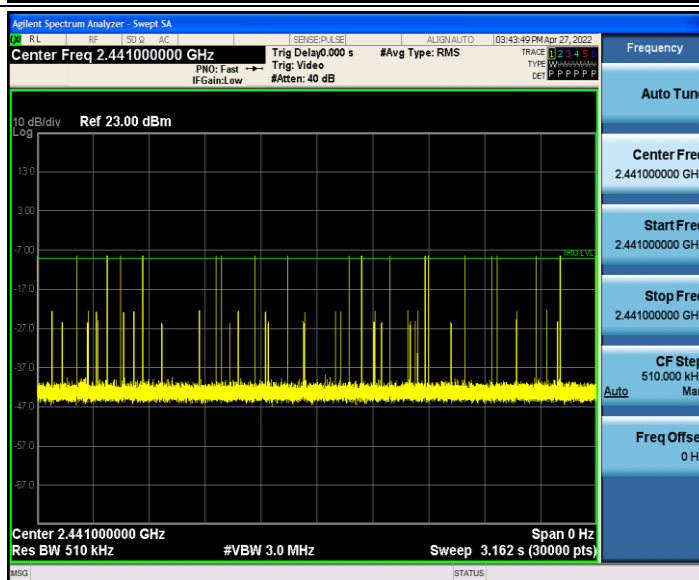 Agilent Spectrum Analyzer - Swept SA
RL RF 50 Ω AC SENSE:PULSE ALIGN AUTO 03:43:49 PM Apr 27, 2022
Center Freq 2.441000000 GHz
PNO: Fast
IFGain:Low
Trig Delay0.000 s
Trig: Video
#Atten: 40 dB
#Avg Type: RMS
TRACE 1 2 3 4 5 6
TYPE W
DET P P P P P P
10 dB/div Ref 23.00 dBm
Log
13.0
3.00
-7.00
TRIG LVL
-17.0
-27.0
-37.0
-47.0
-57.0
-67.0
Center 2.441000000 GHz Span 0 Hz
Res BW 510 kHz #VBW 3.0 MHz Sweep 3.162 s (30000 pts)
MSG STATUS
Frequency
Auto Tune
Center Fre
2.441000000 GH
Start Fre
2.441000000 GH
Stop Fre
2.441000000 GH
CF Step
510.000 kH
Auto Ma
Freq Offse
0 H